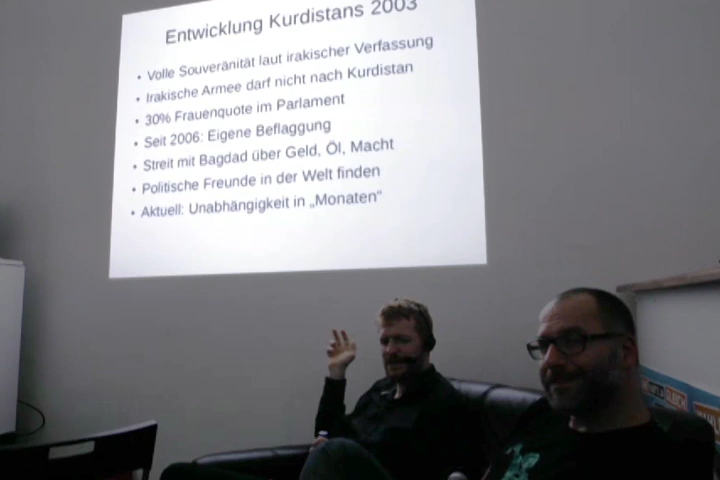 Entwicklung Kurdistans 2003
• Volle Souveränität laut irakischer Verfassung
• Irakische Armee darf nicht nach Kurdistan
• 30% Frauenquote im Parlament
• Seit 2006: Eigene Beflaggung
• Streit mit Bagdad über Geld, Öl, Macht
• Politische Freunde in der Welt finden
• Aktuell: Unabhängigkeit in „Monaten“